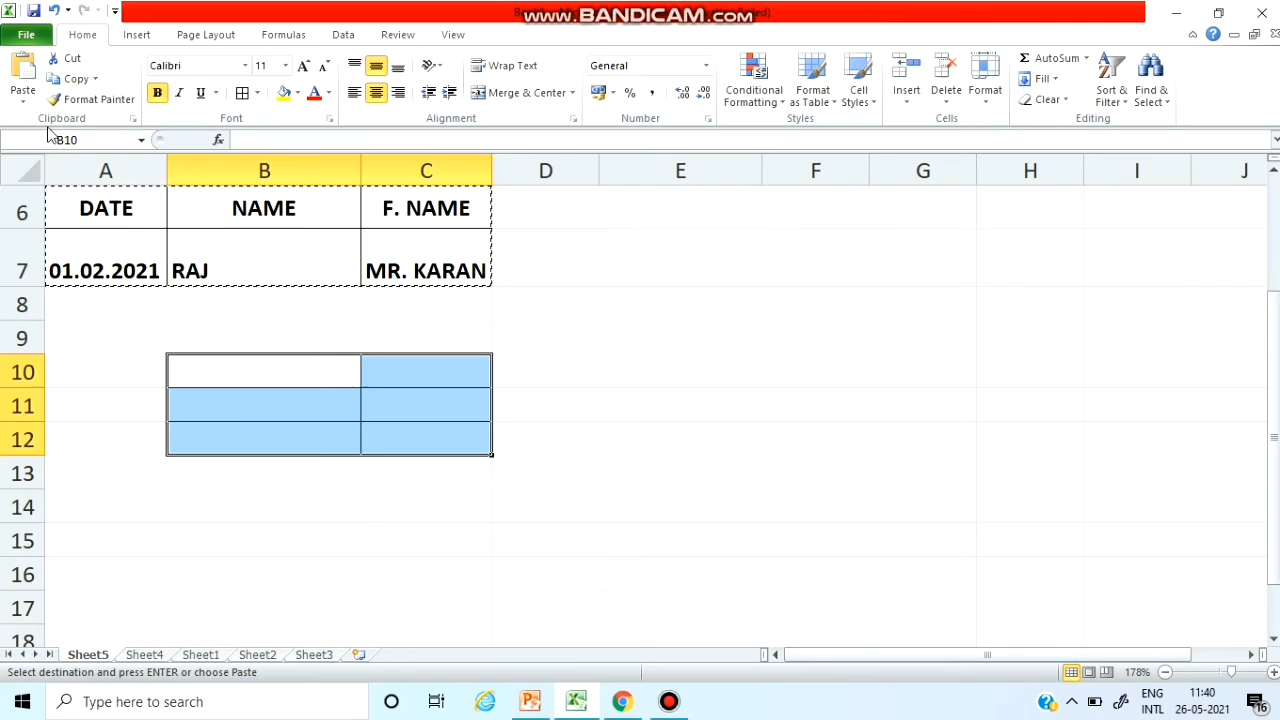 www.BANDICAM.com
File Home Insert Page Layout Formulas Data Review View
Paste
Cut
Copy
Format Painter
Clipboard
Calibri 11
B I U
Font
Wrap Text
Merge & Center
Alignment
General
% ,
Number
Conditional Formatting
Format as Table
Cell Styles
Styles
Insert Delete Format
Cells
AutoSum
Fill
Clear
Sort & Filter
Find & Select
Editing
B10 fx
A B C D E F G H I J
6 DATE NAME F. NAME
7 01.02.2021 RAJ MR. KARAN
8
9
10
11
12
13
14
15
16
17
18
Sheet5 Sheet4 Sheet1 Sheet2 Sheet3
Select destination and press ENTER or choose Paste 178%
Type here to search
ENG
INTL
11:40
26-05-2021
16